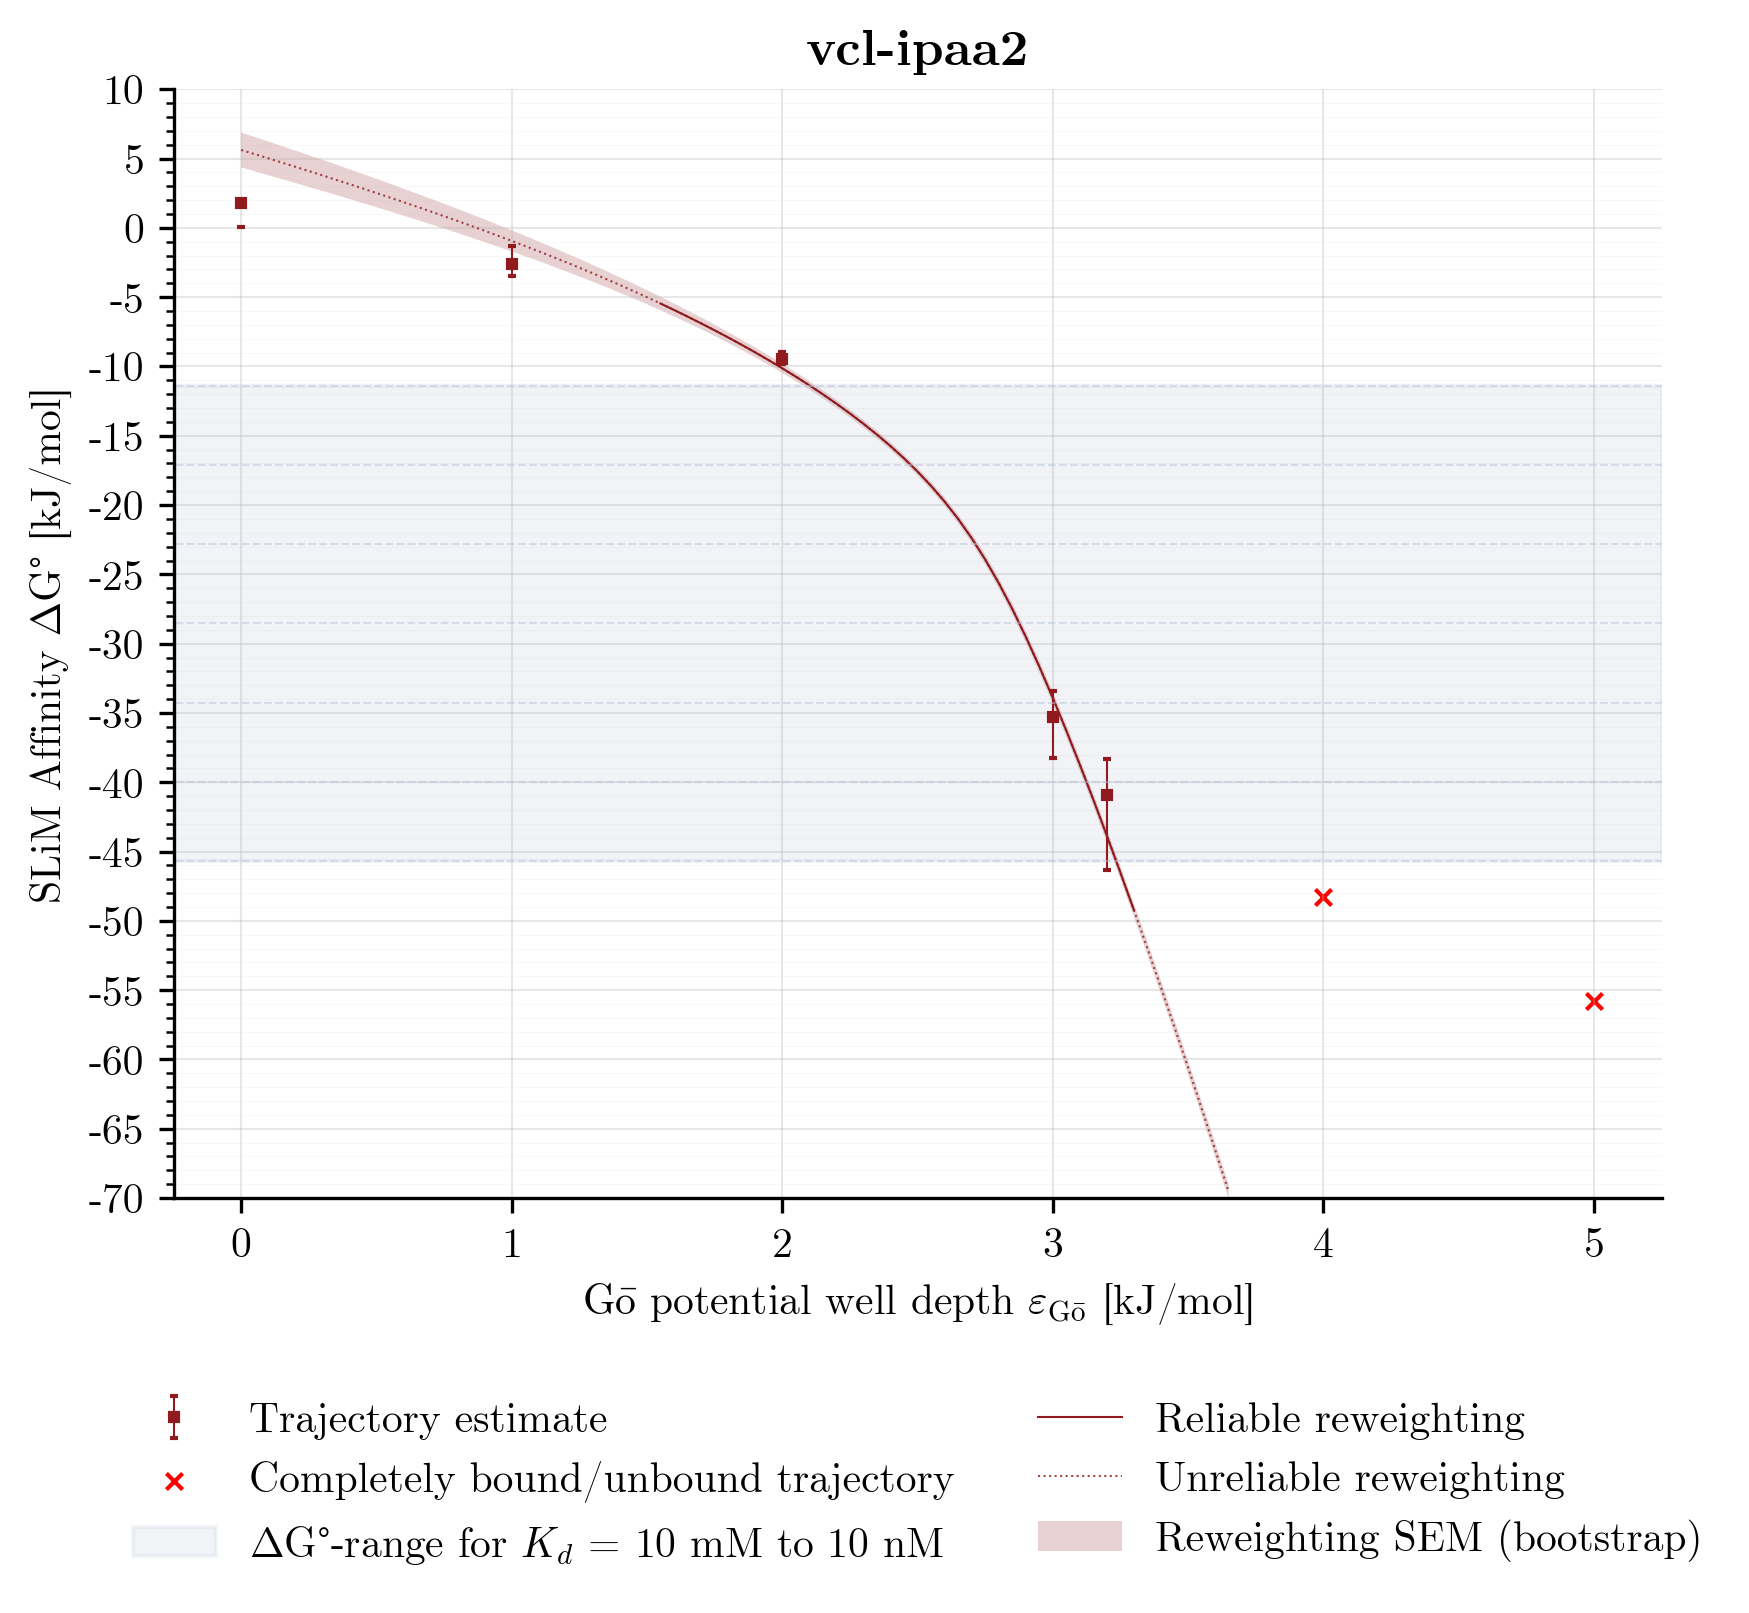 vcl-ipaa2
10
5
0
-5
-10
-15
-20
-25
-30
-35
-40
-45
-50
-55
-60
-65
-70
SLiM Affinity ΔG° [kJ/mol]
0 1 2 3 4 5
Gō potential well depth ε_Gō [kJ/mol]
Trajectory estimate
Completely bound/unbound trajectory
ΔG°-range for K_d = 10 mM to 10 nM
Reliable reweighting
Unreliable reweighting
Reweighting SEM (bootstrap)